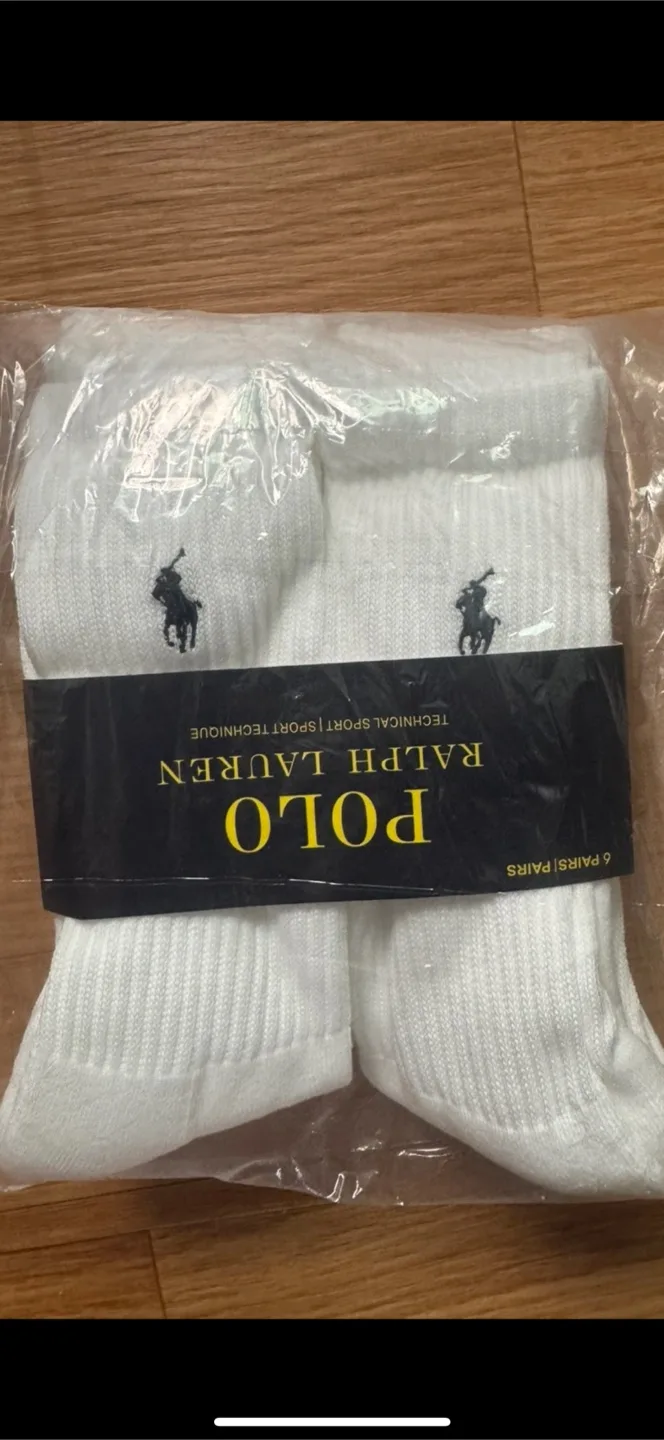 6 PAIRS|PAIRS
POLO
RALPH LAUREN
TECHNICAL SPORT | SPORT TECHNIQUE